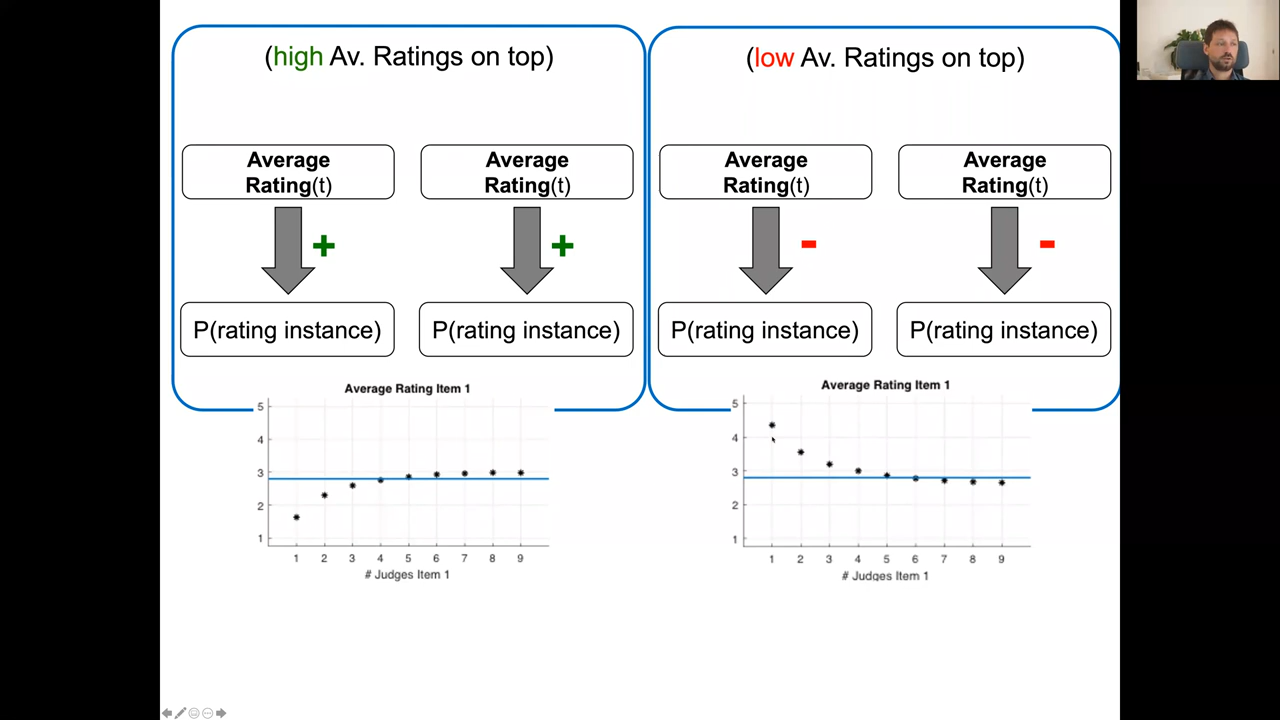 (high Av. Ratings on top)
(low Av. Ratings on top)
Average
Rating(t)
Average
Rating(t)
Average
Rating(t)
Average
Rating(t)
+
+
-
-
P(rating instance)
P(rating instance)
P(rating instance)
P(rating instance)
Average Rating Item 1
5
4
3
2
1
1 2 3 4 5 6 7 8 9
# Judges Item 1
Average Rating Item 1
5
4
3
2
1
1 2 3 4 5 6 7 8 9
# Judges Item 1